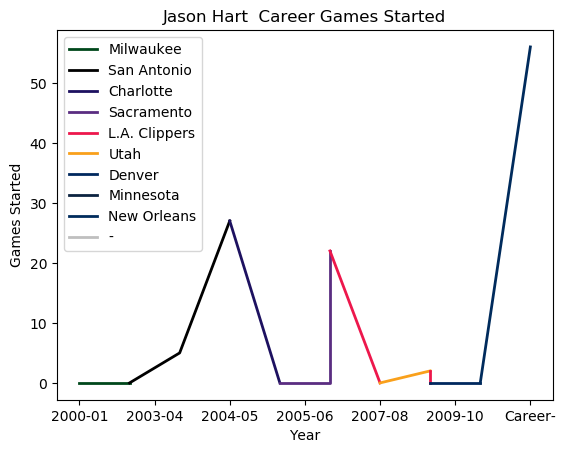 Jason Hart  Career Games Started
Games Started
50
40
30
20
10
0
Milwaukee
San Antonio
Charlotte
Sacramento
L.A. Clippers
Utah
Denver
Minnesota
New Orleans
-
2000-01 2003-04 2004-05 2005-06 2007-08 2009-10 Career-
Year